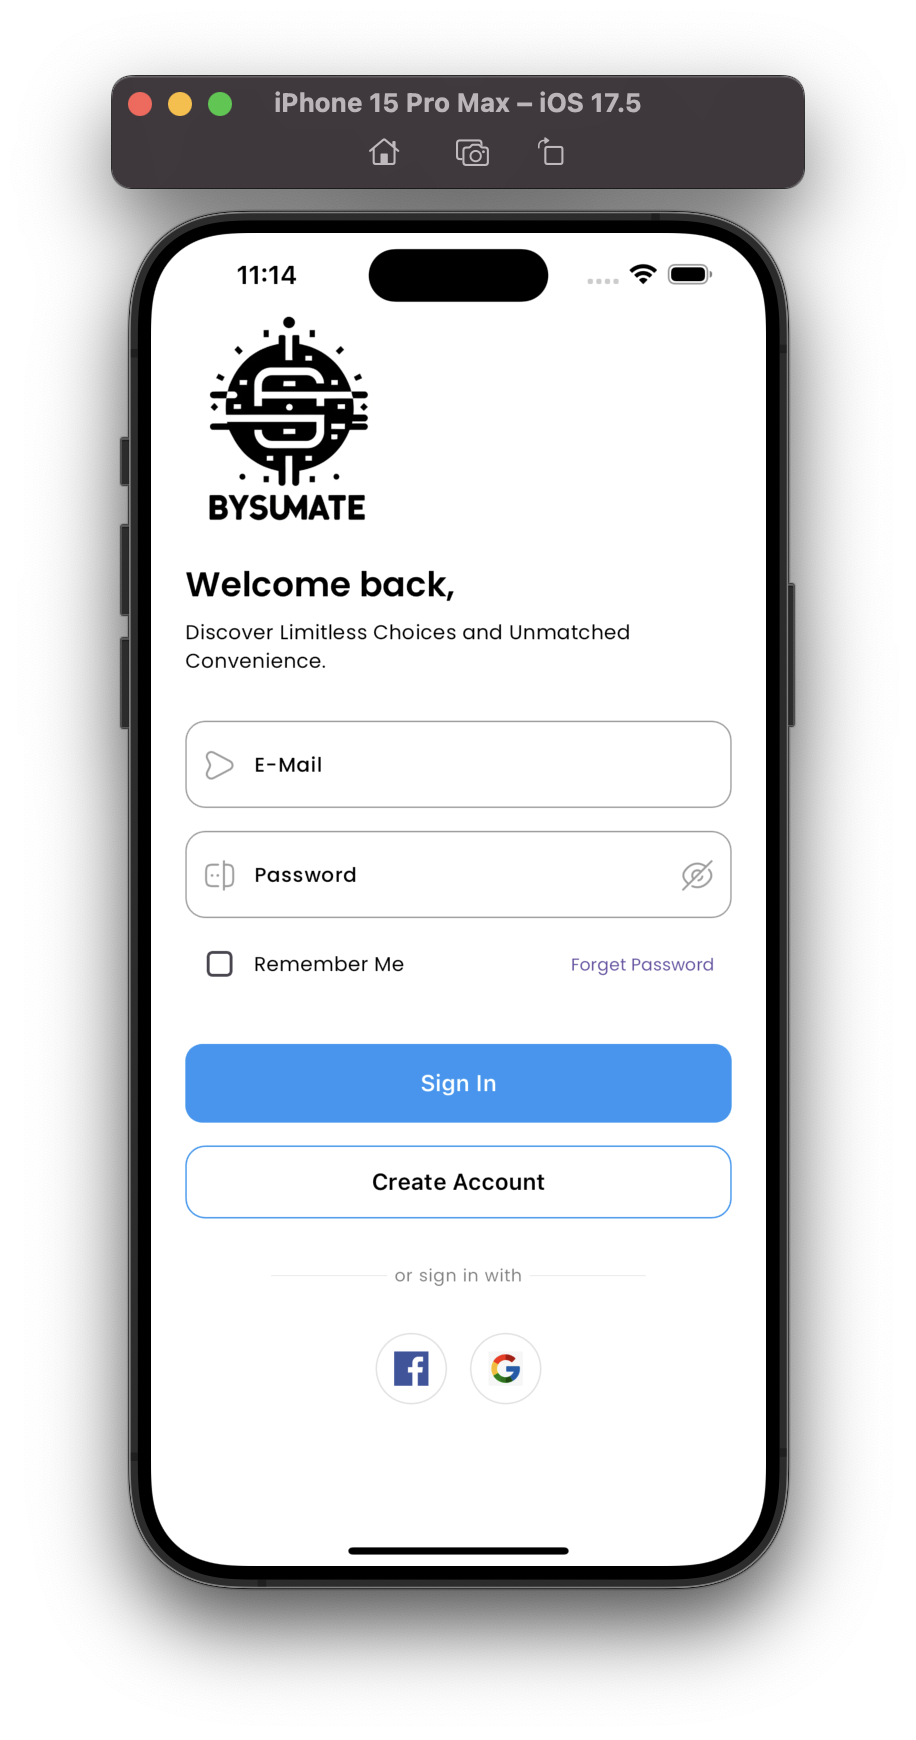 iPhone 15 Pro Max – iOS 17.5
11:14
BYSUMATE
Welcome back,
Discover Limitless Choices and Unmatched
Convenience.
E-Mail
Password
Remember Me
Forget Password
Sign In
Create Account
or sign in with